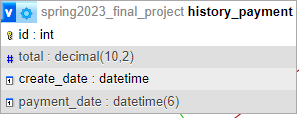 v spring2023_final_project history_payment
id : int
# total : decimal(10,2)
create_date : datetime
payment_date : datetime(6)